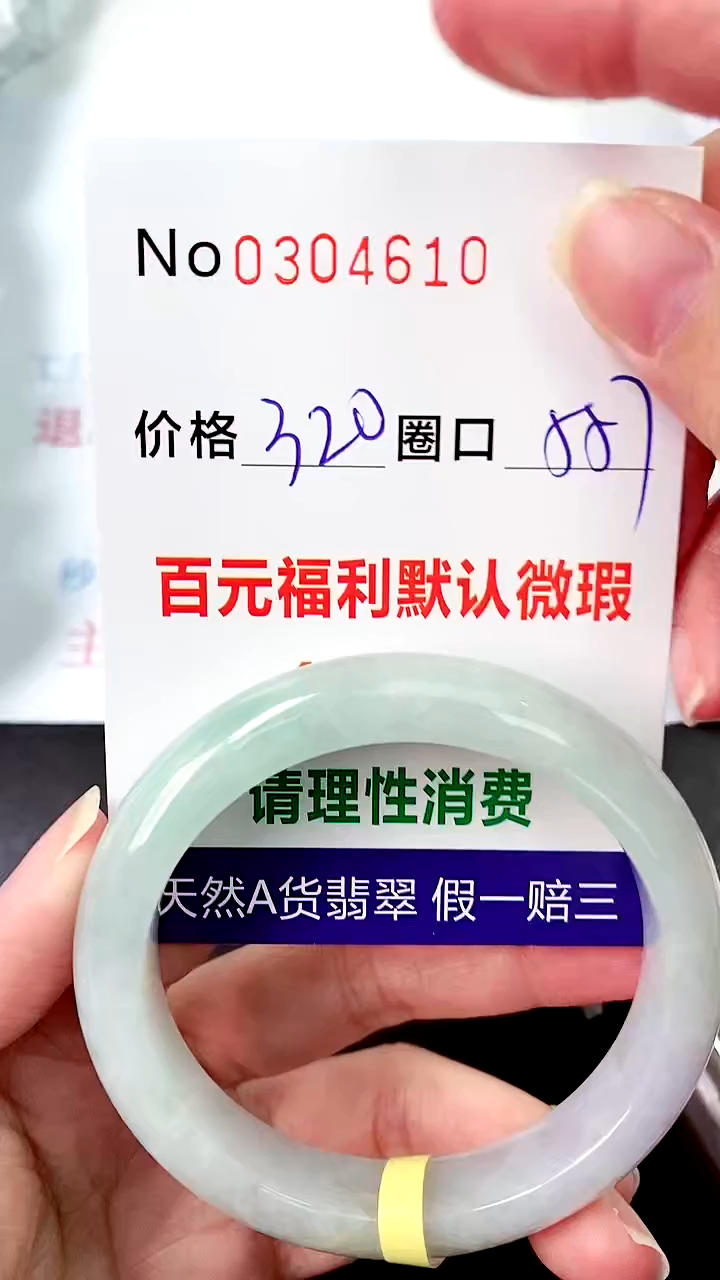 No0304610
价格 320 圈口
百元福利默认微瑕
请理性消费
天然A货翡翠 假一赔三